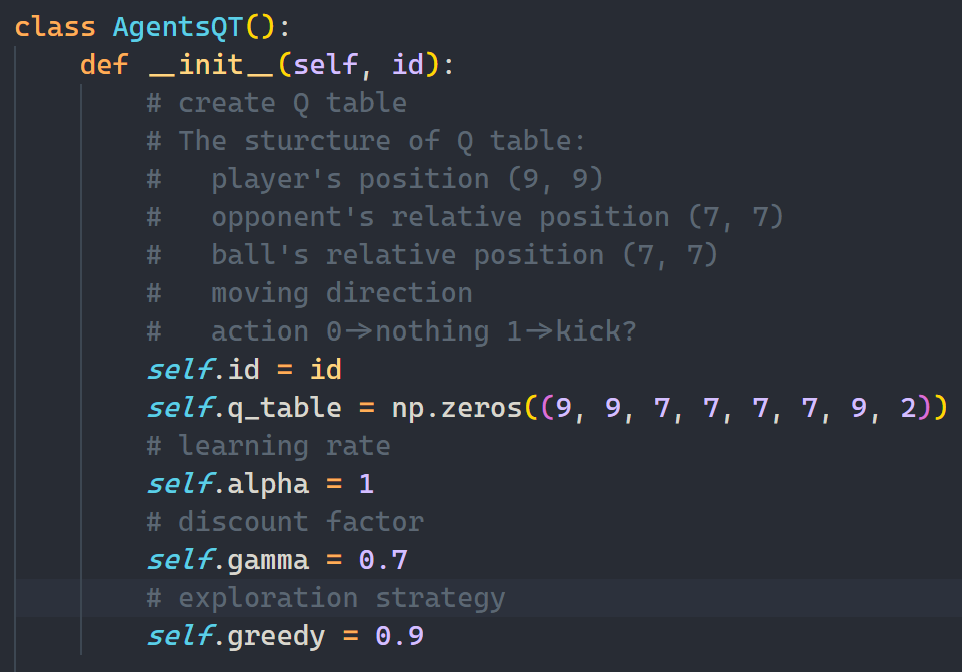 class AgentsQT():
    def __init__(self, id):
        # create Q table
        # The sturcture of Q table:
        #   player's position (9, 9)
        #   opponent's relative position (7, 7)
        #   ball's relative position (7, 7)
        #   moving direction
        #   action 0->nothing 1->kick?
        self.id = id
        self.q_table = np.zeros((9, 9, 7, 7, 7, 7, 9, 2))
        # learning rate
        self.alpha = 1
        # discount factor
        self.gamma = 0.7
        # exploration strategy
        self.greedy = 0.9